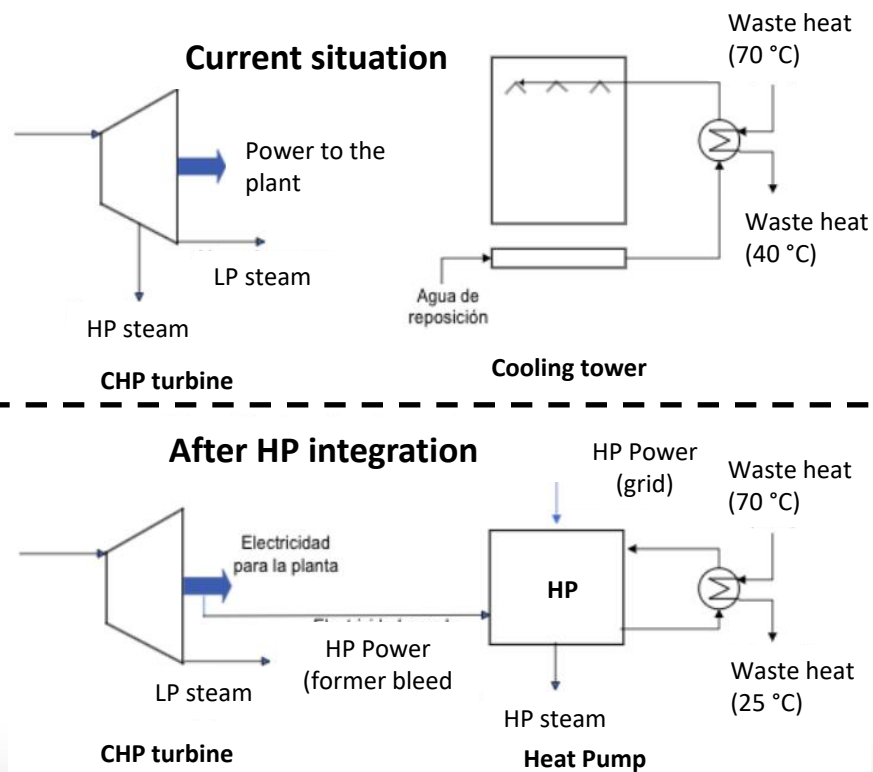 Current situation
Waste heat
(70 °C)
Power to the
plant
Waste heat
(40 °C)
LP steam
Agua de
reposición
HP steam
CHP turbine
Cooling tower
After HP integration
HP Power
(grid)
Waste heat
(70 °C)
Electricidad
para la planta
HP
HP Power
(former bleed
LP steam
Waste heat
(25 °C)
HP steam
CHP turbine
Heat Pump